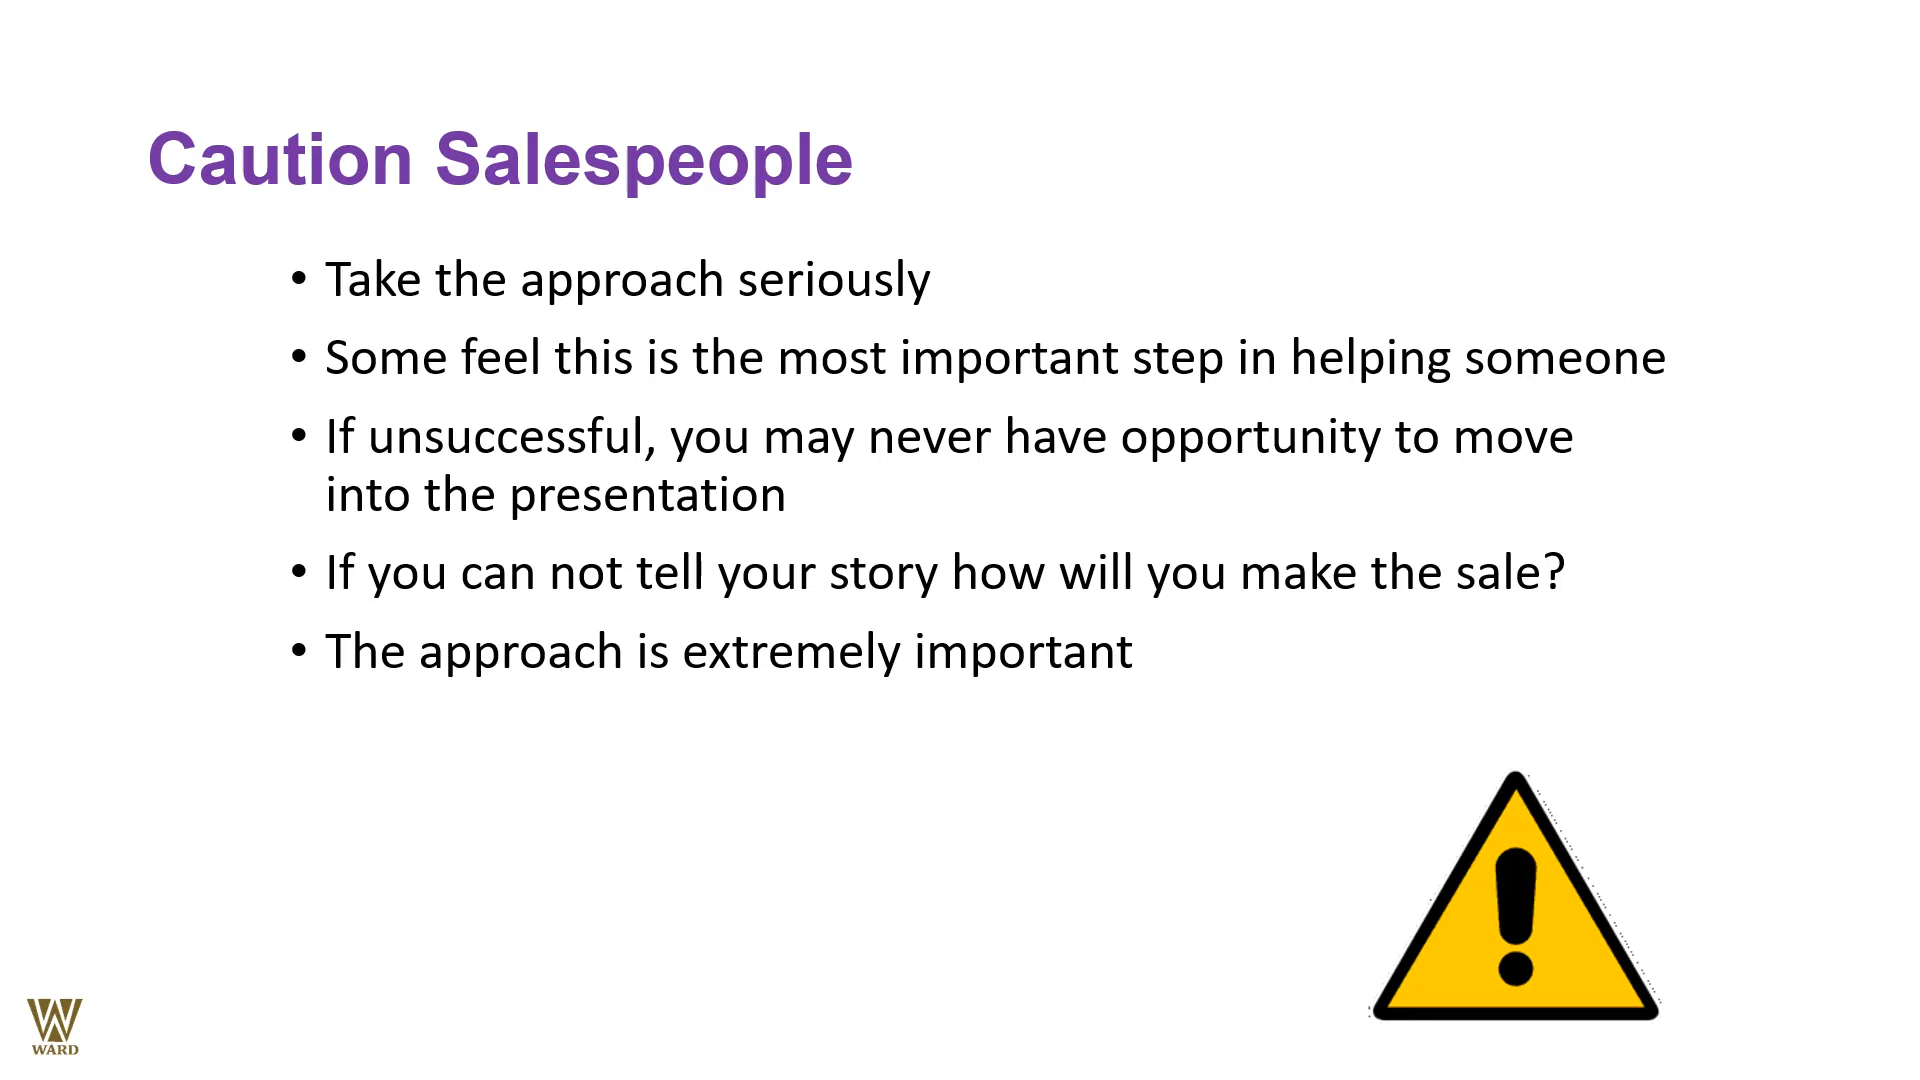 Caution Salespeople
• Take the approach seriously
• Some feel this is the most important step in helping someone
• If unsuccessful, you may never have opportunity to move
into the presentation
• If you can not tell your story how will you make the sale?
• The approach is extremely important
WARD